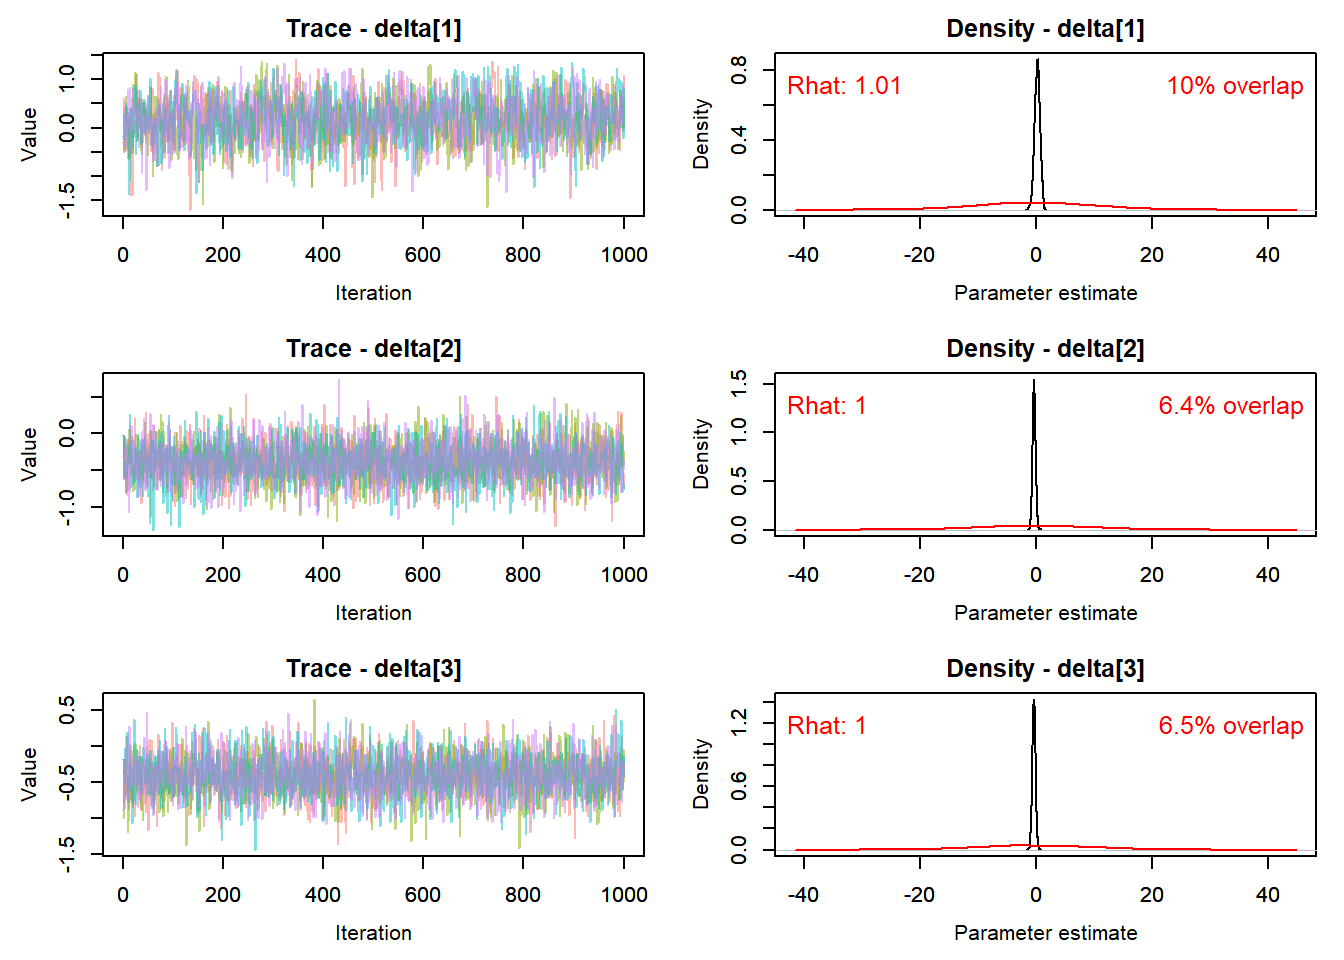 Trace - delta[1]
Value
1.0
0.0
-1.5
0 200 400 600 800 1000
Iteration
Density - delta[1]
Rhat: 1.01
10% overlap
Density
0.8
0.4
0.0
-40 -20 0 20 40
Parameter estimate
Trace - delta[2]
Value
0.0
-1.0
0 200 400 600 800 1000
Iteration
Density - delta[2]
Rhat: 1
6.4% overlap
Density
1.5
1.0
0.5
0.0
-40 -20 0 20 40
Parameter estimate
Trace - delta[3]
Value
0.5
-0.5
-1.5
0 200 400 600 800 1000
Iteration
Density - delta[3]
Rhat: 1
6.5% overlap
Density
1.2
0.6
0.0
-40 -20 0 20 40
Parameter estimate